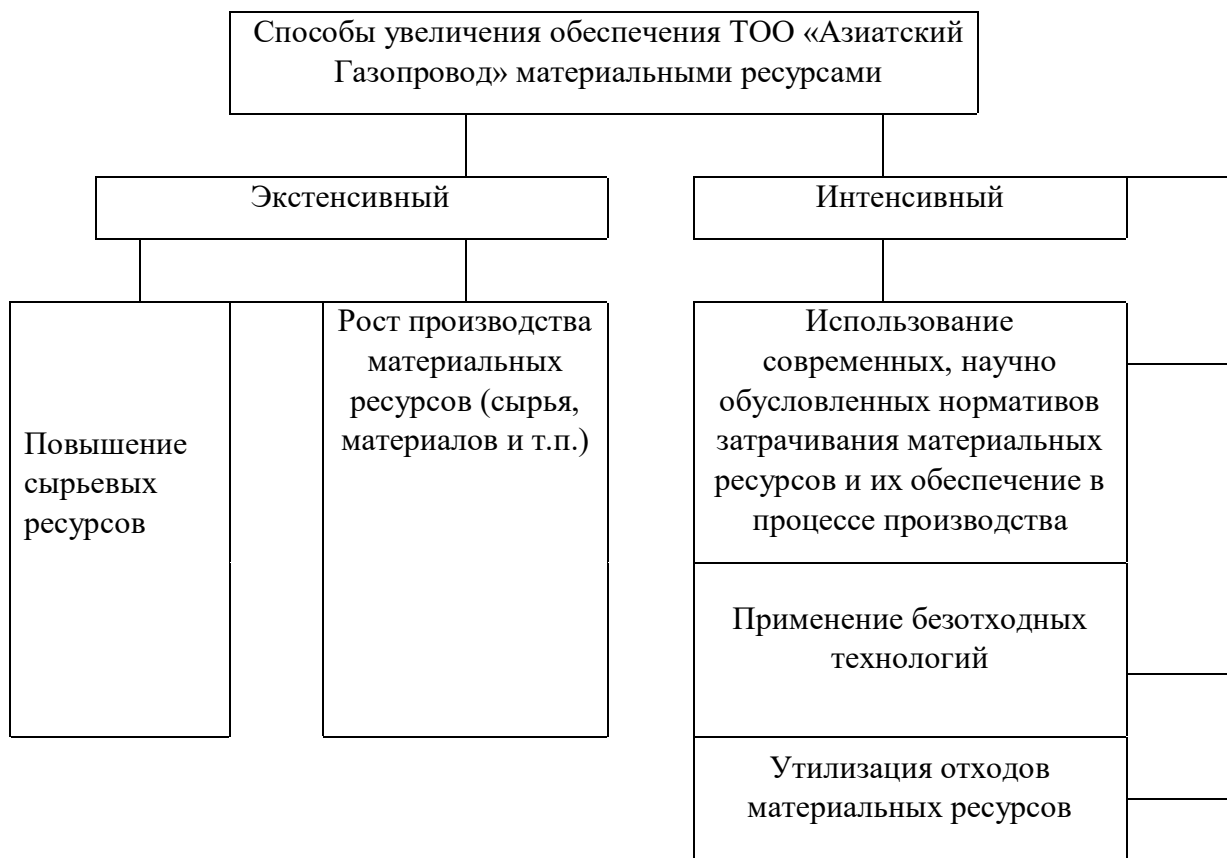 Способы увеличения обеспечения ТОО «Азиатский
Газопровод» материальными ресурсами
Экстенсивный
Интенсивный
Повышение
сырьевых
ресурсов
Рост производства
материальных
ресурсов (сырья,
материалов и т.п.)
Использование
современных, научно
обусловленных нормативов
затрачивания материальных
ресурсов и их обеспечение в
процессе производства
Применение безотходных
технологий
Утилизация отходов
материальных ресурсов